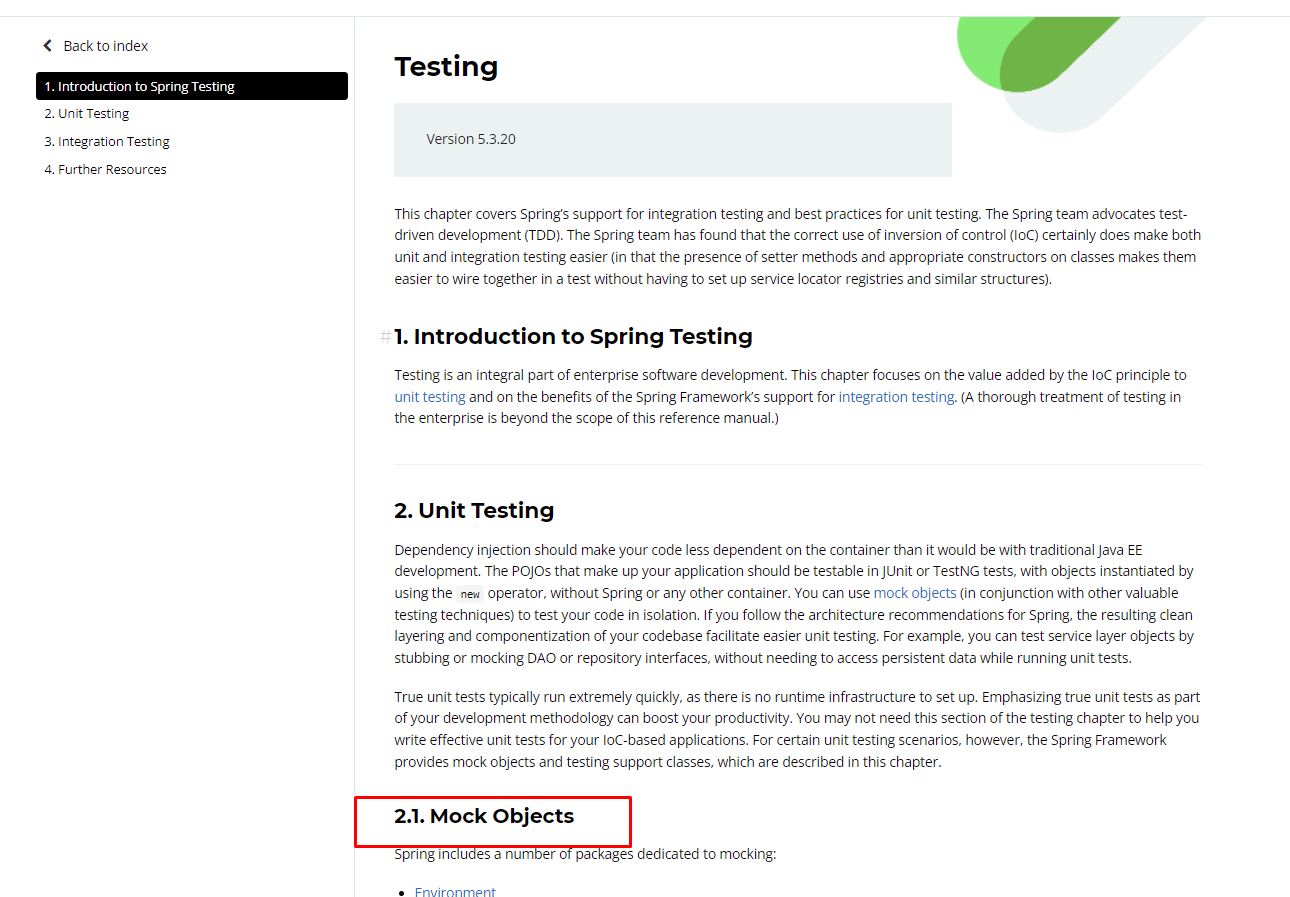 Back to index
1. Introduction to Spring Testing
2. Unit Testing
3. Integration Testing
4. Further Resources
Testing
Version 5.3.20
This chapter covers Spring’s support for integration testing and best practices for unit testing. The Spring team advocates test-
driven development (TDD). The Spring team has found that the correct use of inversion of control (IoC) certainly does make both
unit and integration testing easier (in that the presence of setter methods and appropriate constructors on classes makes them
easier to wire together in a test without having to set up service locator registries and similar structures).
#1. Introduction to Spring Testing
Testing is an integral part of enterprise software development. This chapter focuses on the value added by the IoC principle to
unit testing and on the benefits of the Spring Framework’s support for integration testing. (A thorough treatment of testing in
the enterprise is beyond the scope of this reference manual.)
2. Unit Testing
Dependency injection should make your code less dependent on the container than it would be with traditional Java EE
development. The POJOs that make up your application should be testable in JUnit or TestNG tests, with objects instantiated by
using the new operator, without Spring or any other container. You can use mock objects (in conjunction with other valuable
testing techniques) to test your code in isolation. If you follow the architecture recommendations for Spring, the resulting clean
layering and componentization of your codebase facilitate easier unit testing. For example, you can test service layer objects by
stubbing or mocking DAO or repository interfaces, without needing to access persistent data while running unit tests.
True unit tests typically run extremely quickly, as there is no runtime infrastructure to set up. Emphasizing true unit tests as part
of your development methodology can boost your productivity. You may not need this section of the testing chapter to help you
write effective unit tests for your IoC-based applications. For certain unit testing scenarios, however, the Spring Framework
provides mock objects and testing support classes, which are described in this chapter.
2.1. Mock Objects
Spring includes a number of packages dedicated to mocking:
• Environment